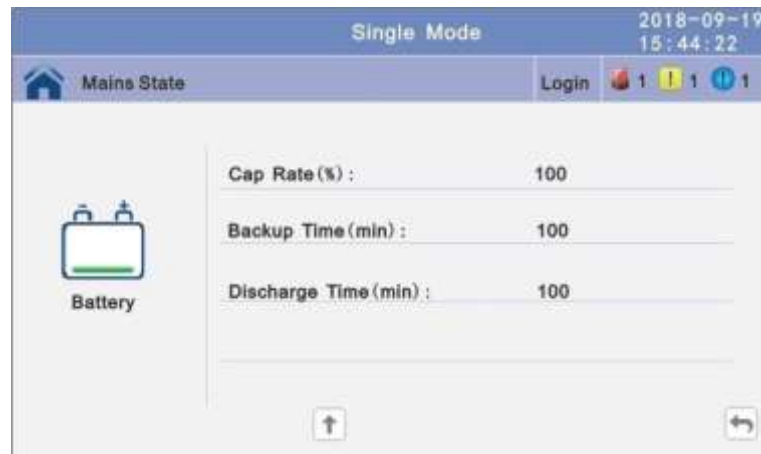 Single Mode
2018-09-19
15:44:22
Mains State
Login
1
1
1
Cap Rate(%): 100
Backup Time(min): 100
Discharge Time(min): 100
Battery